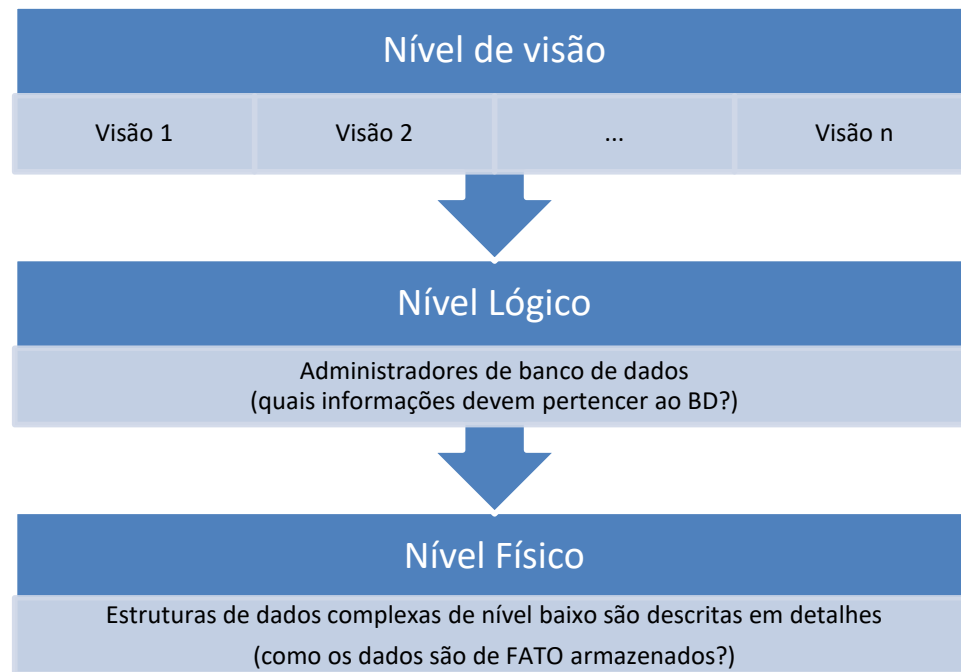 Nível de visão
Visão 1
Visão 2
...
Visão n
Nível Lógico
Administradores de banco de dados
(quais informações devem pertencer ao BD?)
Nível Físico
Estruturas de dados complexas de nível baixo são descritas em detalhes
(como os dados são de FATO armazenados?)